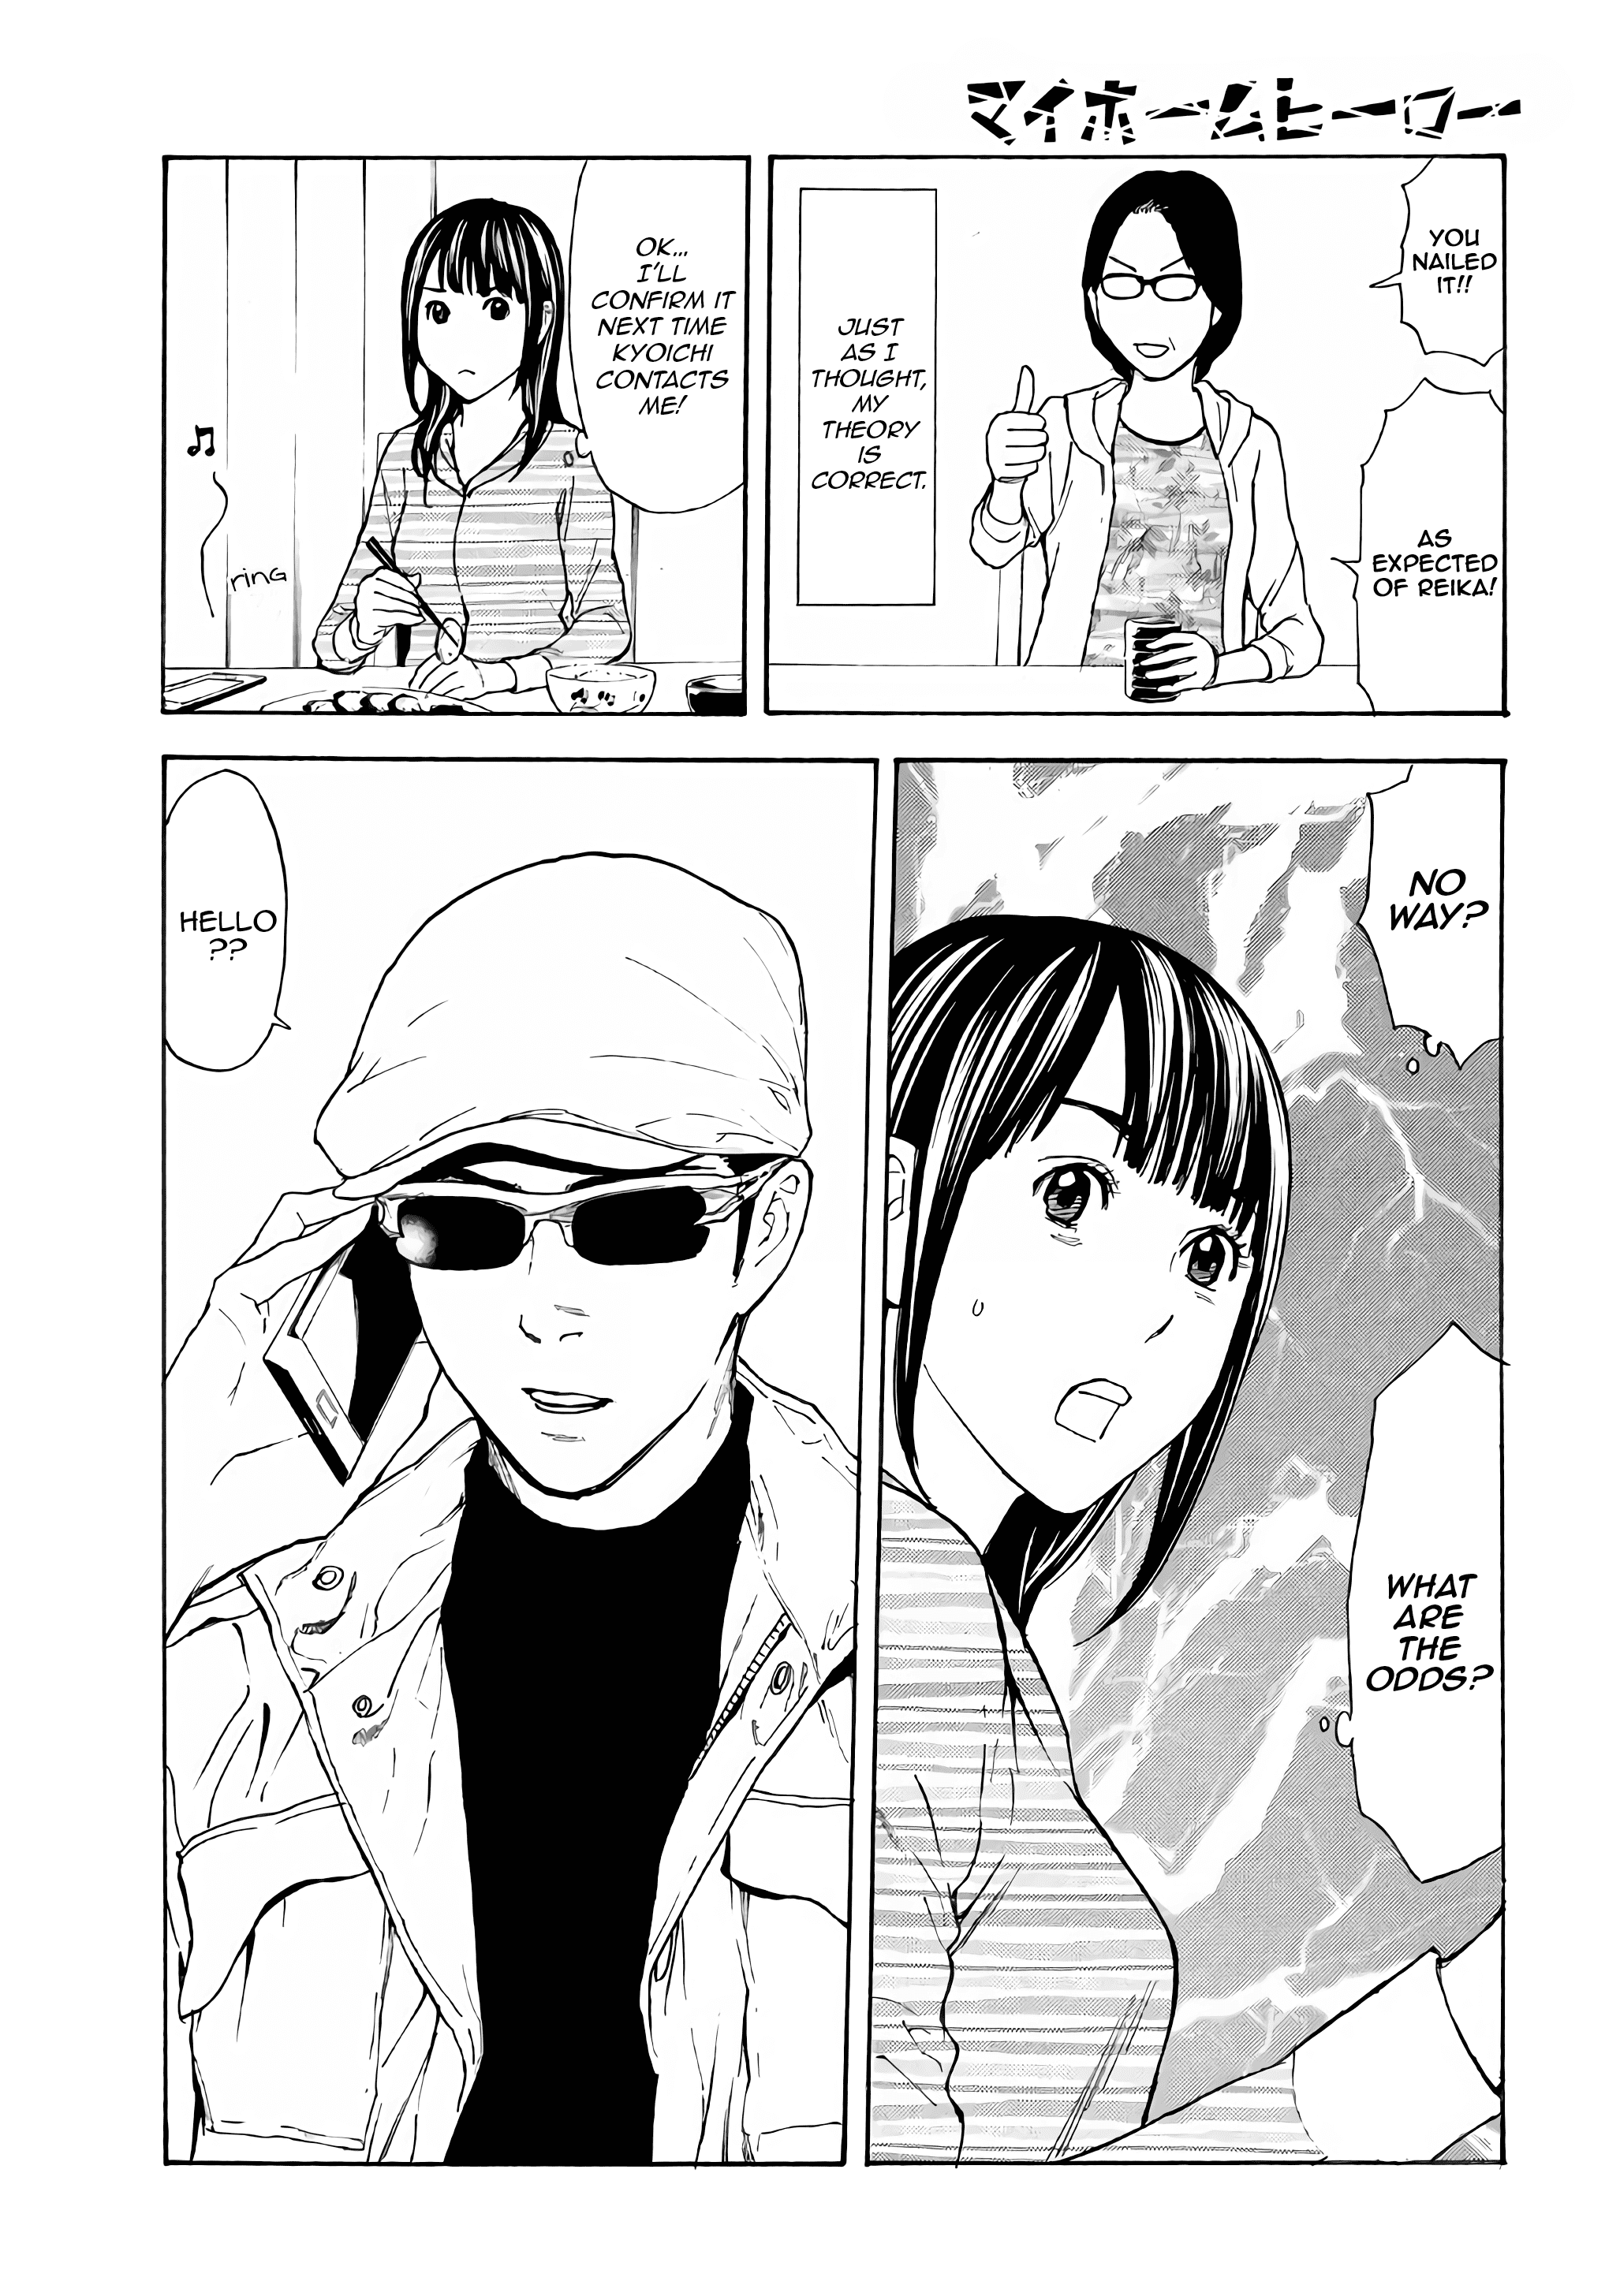 マイホームヒーロー
YOU
NAILED
IT!!
AS
EXPECTED
OF REIKA!
JUST
AS I
THOUGHT,
MY
THEORY
IS
CORRECT.
OK...
I'LL
CONFIRM IT
NEXT TIME
KYOICHI
CONTACTS
ME!
ring
NO
WAY?
WHAT
ARE
THE
ODDS?
HELLO
??